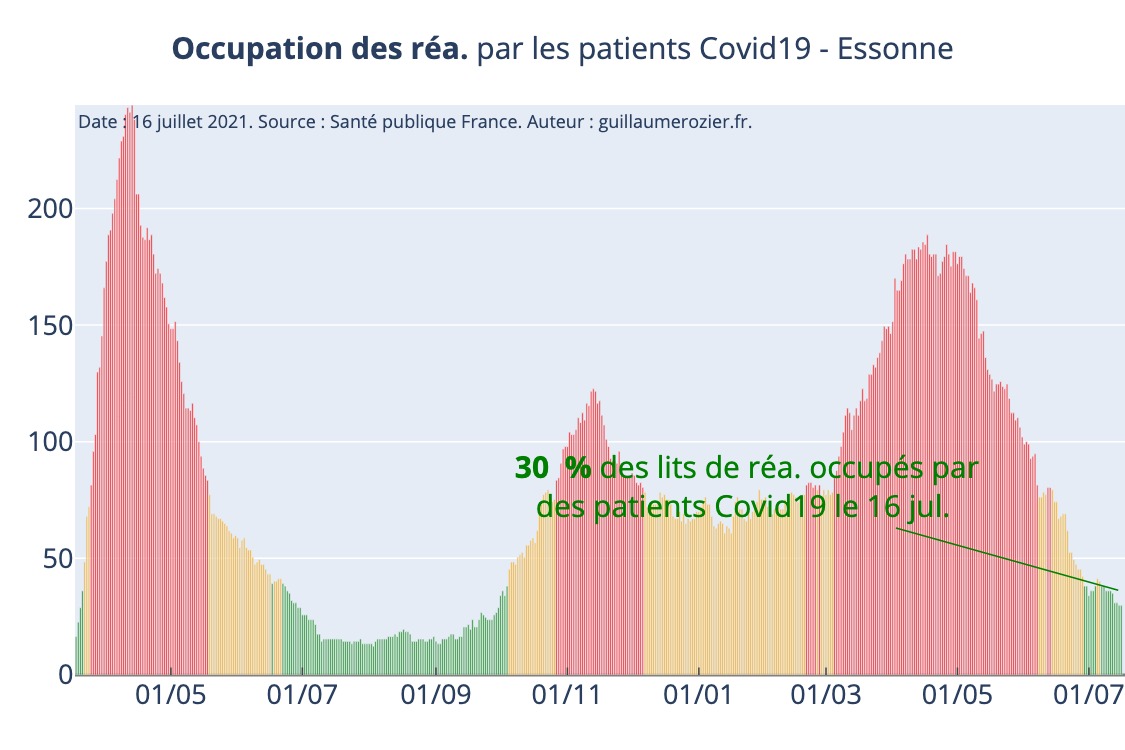 Occupation des réa. par les patients Covid19 - Essonne
Date : 16 juillet 2021. Source : Santé publique France. Auteur : guillaumerozier.fr.
200
150
100
50
0
30 % des lits de réa. occupés par
des patients Covid19 le 16 jul.
01/05 01/07 01/09 01/11 01/01 01/03 01/05 01/07